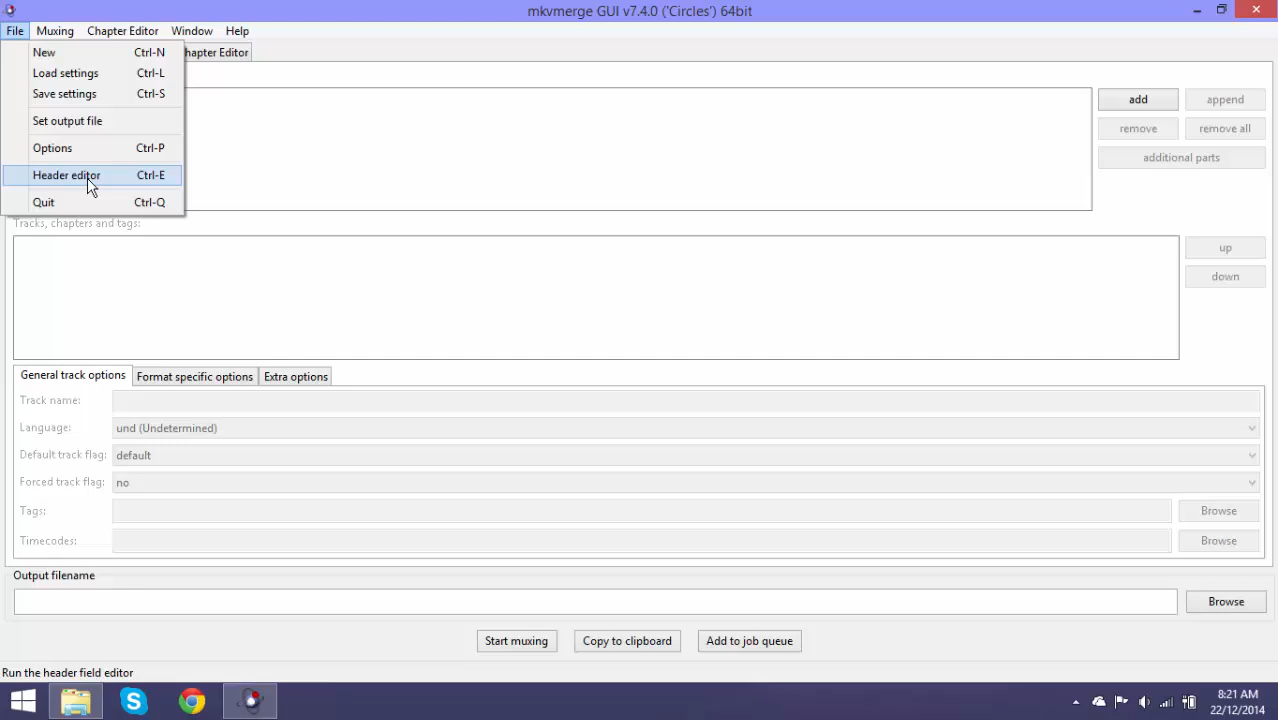 mkvmerge GUI v7.4.0 ('Circles') 64bit
File Muxing Chapter Editor Window Help
New Ctrl-N
Load settings Ctrl-L
Save settings Ctrl-S
Set output file
Options Ctrl-P
Header editor Ctrl-E
Quit Ctrl-Q
hapter Editor
add append
remove remove all
additional parts
Tracks, chapters and tags:
up
down
General track options Format specific options Extra options
Track name:
Language: und (Undetermined)
Default track flag: default
Forced track flag: no
Tags: Browse
Timecodes: Browse
Output filename
Browse
Start muxing Copy to clipboard Add to job queue
Run the header field editor
8:21 AM
22/12/2014